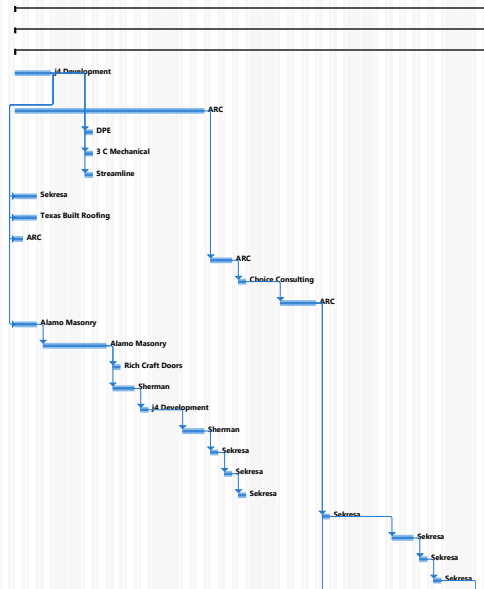 j4 Development
ARC
DPE
3 C Mechanical
Streamline
Sekresa
Texas Built Roofing
ARC
ARC
Choice Consulting
ARC
Alamo Masonry
Alamo Masonry
Rich Craft Doors
Sherman
j4 Development
Sherman
Sekresa
Sekresa
Sekresa
Sekresa
Sekresa
Sekresa
Sekresa